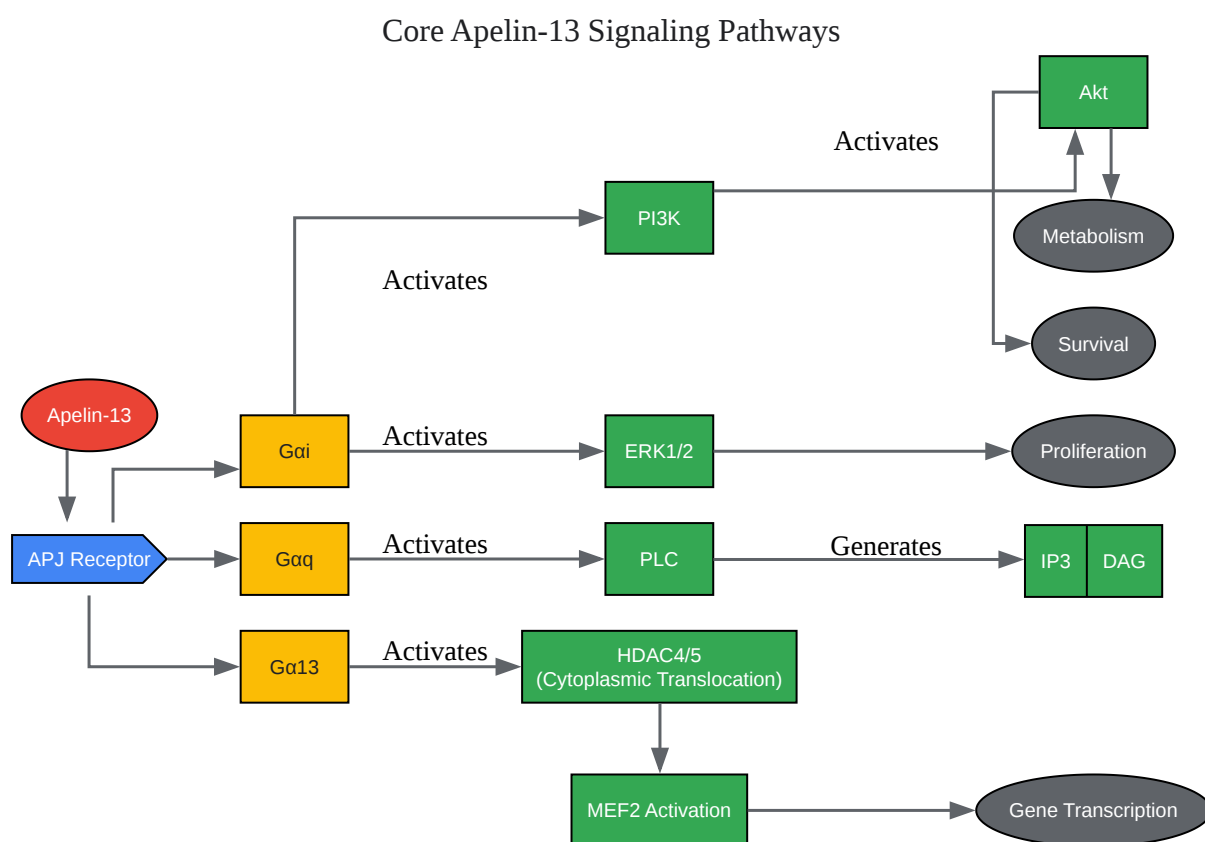 Core Apelin-13 Signaling Pathways
Akt
Activates
PI3K
Metabolism
Activates
Survival
Apelin-13
Gαi
Activates
ERK1/2
Proliferation
APJ Receptor
Gαq
Activates
PLC
Generates
IP3
DAG
Gα13
Activates
HDAC4/5
(Cytoplasmic Translocation)
MEF2 Activation
Gene Transcription